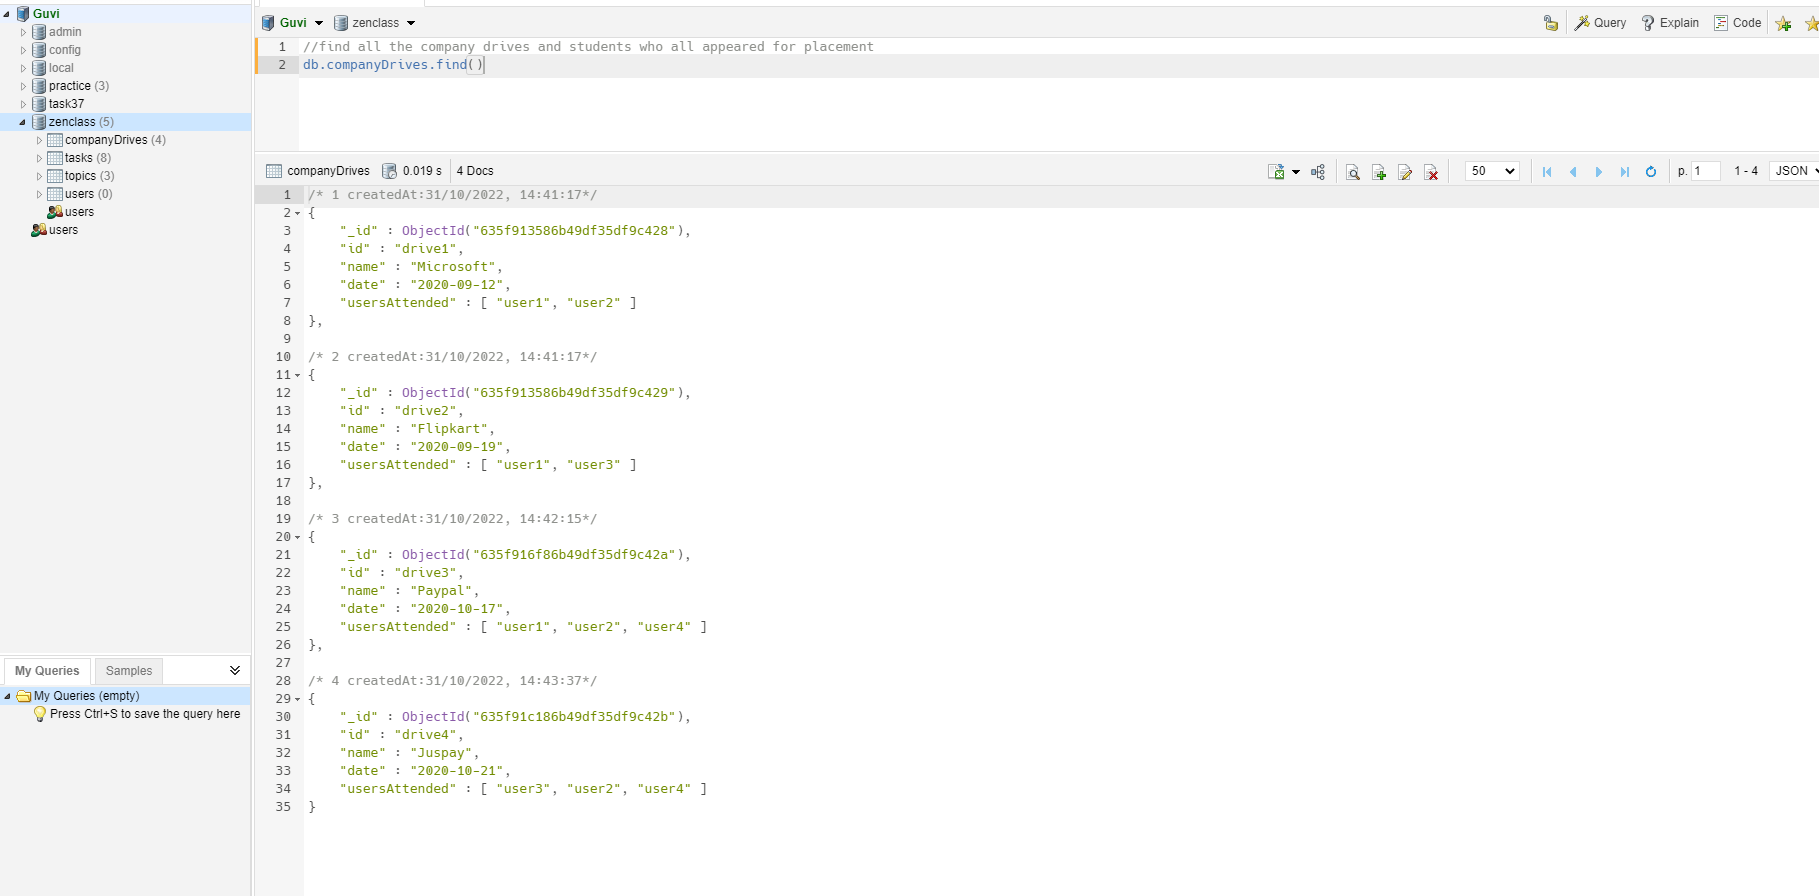 Guvi
admin
config
local
practice (3)
task37
zenclass (5)
companyDrives (4)
tasks (8)
topics (3)
users (0)
users
users
My Queries Samples
My Queries (empty)
Press Ctrl+S to save the query here
Guvi zenclass Query Explain Code
1 //find all the company drives and students who all appeared for placement
2 db.companyDrives.find()
companyDrives 0.019 s 4 Docs 50 p. 1 1 - 4 JSON
1 /* 1 createdAt:31/10/2022, 14:41:17*/
2 {
3 "_id" : ObjectId("635f913586b49df35df9c428"),
4 "id" : "drive1",
5 "name" : "Microsoft",
6 "date" : "2020-09-12",
7 "usersAttended" : [ "user1", "user2" ]
8 },
9
10 /* 2 createdAt:31/10/2022, 14:41:17*/
11 {
12 "_id" : ObjectId("635f913586b49df35df9c429"),
13 "id" : "drive2",
14 "name" : "Flipkart",
15 "date" : "2020-09-19",
16 "usersAttended" : [ "user1", "user3" ]
17 },
18
19 /* 3 createdAt:31/10/2022, 14:42:15*/
20 {
21 "_id" : ObjectId("635f916f86b49df35df9c42a"),
22 "id" : "drive3",
23 "name" : "Paypal",
24 "date" : "2020-10-17",
25 "usersAttended" : [ "user1", "user2", "user4" ]
26 },
27
28 /* 4 createdAt:31/10/2022, 14:43:37*/
29 {
30 "_id" : ObjectId("635f91c186b49df35df9c42b"),
31 "id" : "drive4",
32 "name" : "Juspay",
33 "date" : "2020-10-21",
34 "usersAttended" : [ "user3", "user2", "user4" ]
35 }